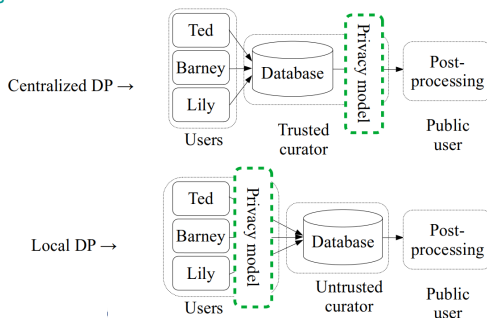 Centralized DP →
Ted
Barney
Lily
Users
Database
Trusted
curator
Privacy model
Post-
processing
Public
user
Local DP →
Ted
Barney
Lily
Users
Privacy model
Database
Untrusted
curator
Post-
processing
Public
user